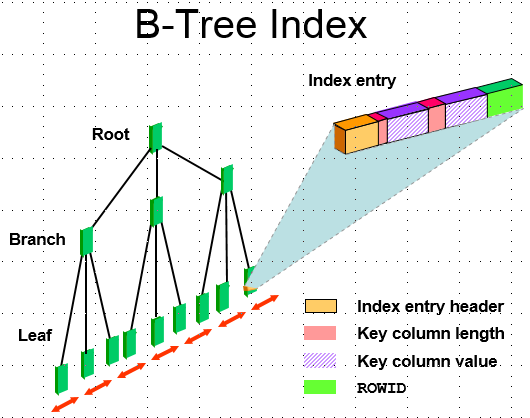 B-Tree Index
Index entry
Root
Branch
Leaf
Index entry header
Key column length
Key column value
ROWID